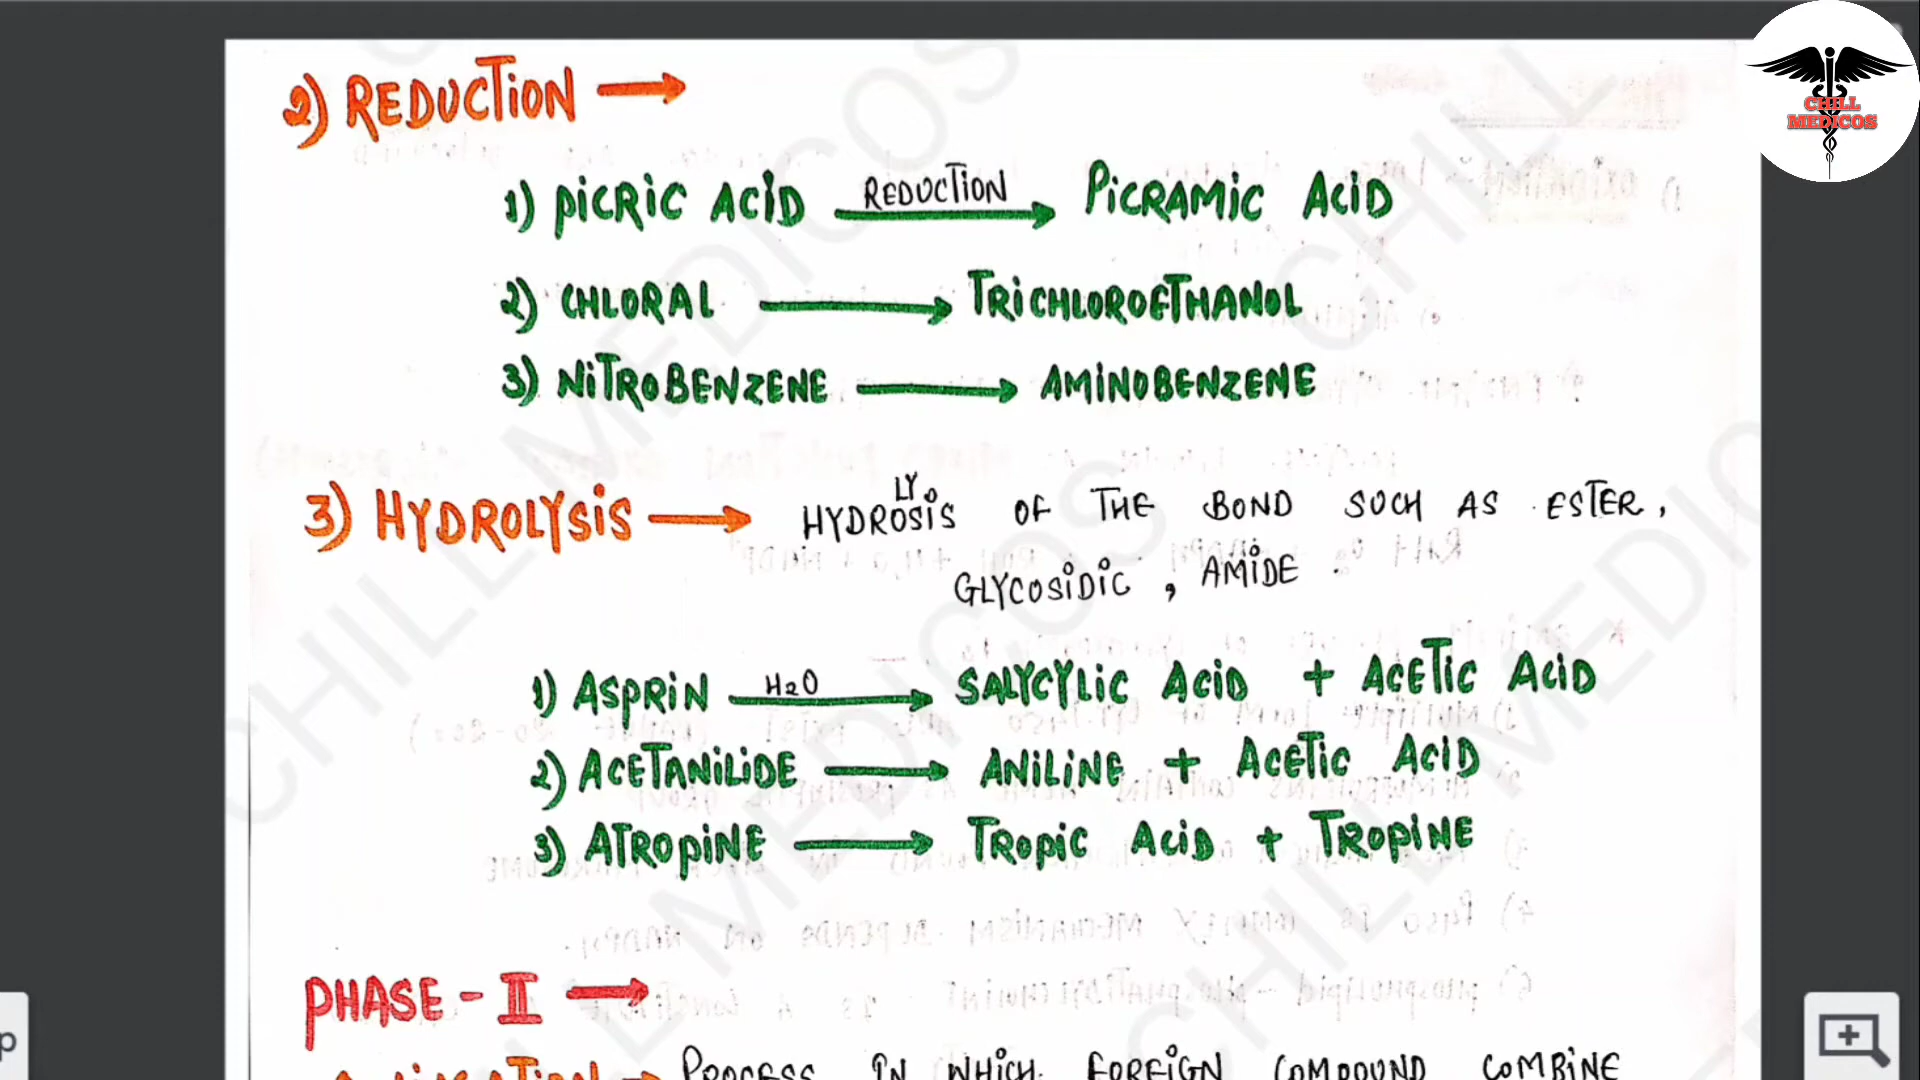 CHILL
MEDICOS
2) REDUCTION →
1) PICRIC ACID REDUCTION → PICRAMIC ACID
2) CHLORAL → TRICHLOROETHANOL
3) NITROBENZENE → AMINOBENZENE
3) HYDROLYSIS → HYDROLYSIS OF THE BOND SUCH AS ESTER,
GLYCOSIDIC, AMIDE.
1) ASPRIN H2O → SALYCYLIC ACID + ACETIC ACID
2) ACETANILIDE → ANILINE + ACETIC ACID
3) ATROPINE → TROPIC ACID + TROPINE
PHASE - II →
→ PROCESS IN WHICH FOREIGN COMPOUND COMBINE